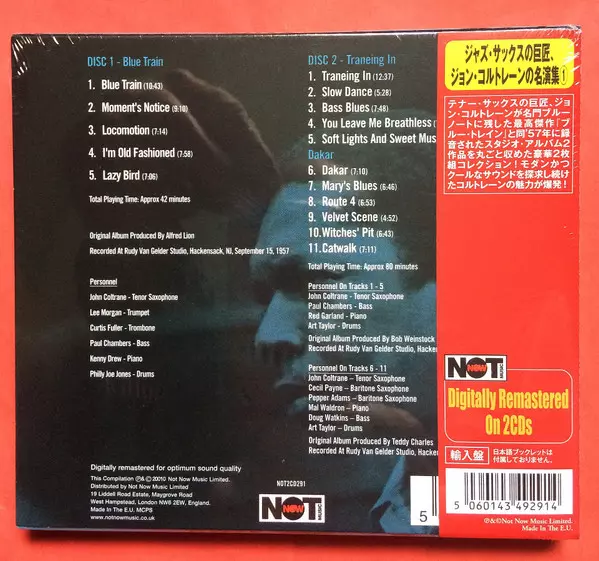 DISC 1 - Blue Train
1. Blue Train (10:43)
2. Moment's Notice (9:10)
3. Locomotion (7:14)
4. I'm Old Fashioned (7:58)
5. Lazy Bird (7:06)
Total Playing Time: Approx 42 minutes
Original Album Produced By Alfred Lion
Recorded At Rudy Van Gelder Studio, Hackensack, NJ, September 15, 1957
Personnel
John Coltrane - Tenor Saxophone
Lee Morgan - Trumpet
Curtis Fuller - Trombone
Paul Chambers - Bass
Kenny Drew - Piano
Philly Joe Jones - Drums
DISC 2 - Traneing In
1. Traneing In (12:37)
2. Slow Dance (5:28)
3. Bass Blues (7:48)
4. You Leave Me Breathless
5. Soft Lights And Sweet Mus
Dakar
6. Dakar (7:10)
7. Mary's Blues (6:46)
8. Route 4 (6:53)
9. Velvet Scene (4:52)
10. Witches' Pit (6:43)
11. Catwalk (7:11)
Total Playing Time: Approx 80 minutes
Personnel On Tracks 1 - 5
John Coltrane - Tenor Saxophone
Paul Chambers - Bass
Red Garland - Piano
Art Taylor - Drums
Original Album Produced By Bob Weinstock
Recorded At Rudy Van Gelder Studio, Hacken
Personnel On Tracks 6 - 11
John Coltrane – Tenor Saxophone
Cecil Payne - Baritone Saxophone
Pepper Adams - Baritone Saxophone
Mal Waldron – Piano
Doug Watkins – Bass
Art Taylor – Drums
Original Album Produced By Teddy Charles
Recorded At Rudy Van Gelder Studio, Hacken
Digitally remastered for optimum sound quality
This Compilation ℗&© 20010 Not Now Music Limited.
Distributed by Not Now Music Limited
19 Liddell Road Estate, Maygrove Road
West Hampstead, London NW6 2EW, England.
Made In The E.U. MCPS
www.notnowmusic.co.uk
NOT2CD291
NOT NOW MUSIC
5
ジャズ・サックスの巨匠、
ジョン・コルトレーンの名演集①
テナー・サックスの巨匠、ジョ
ン・コルトレーンが名門ブルー
ノートに残した最高傑作「ブ
ルー・トレイン」と同'57年に録
音されたスタジオ・アルバム2
作品を丸ごと収めた豪華2枚
組コレクション!モダンかつ
クールなサウンドを探求し続け
たコルトレーンの魅力が爆発!
NOT NOW MUSIC
Digitally Remastered
On 2CDs
輸入盤
日本語ブックレットは
付属しておりません。
5 060143 492914
℗&©Not Now Music Limited.
Made In The E.U.